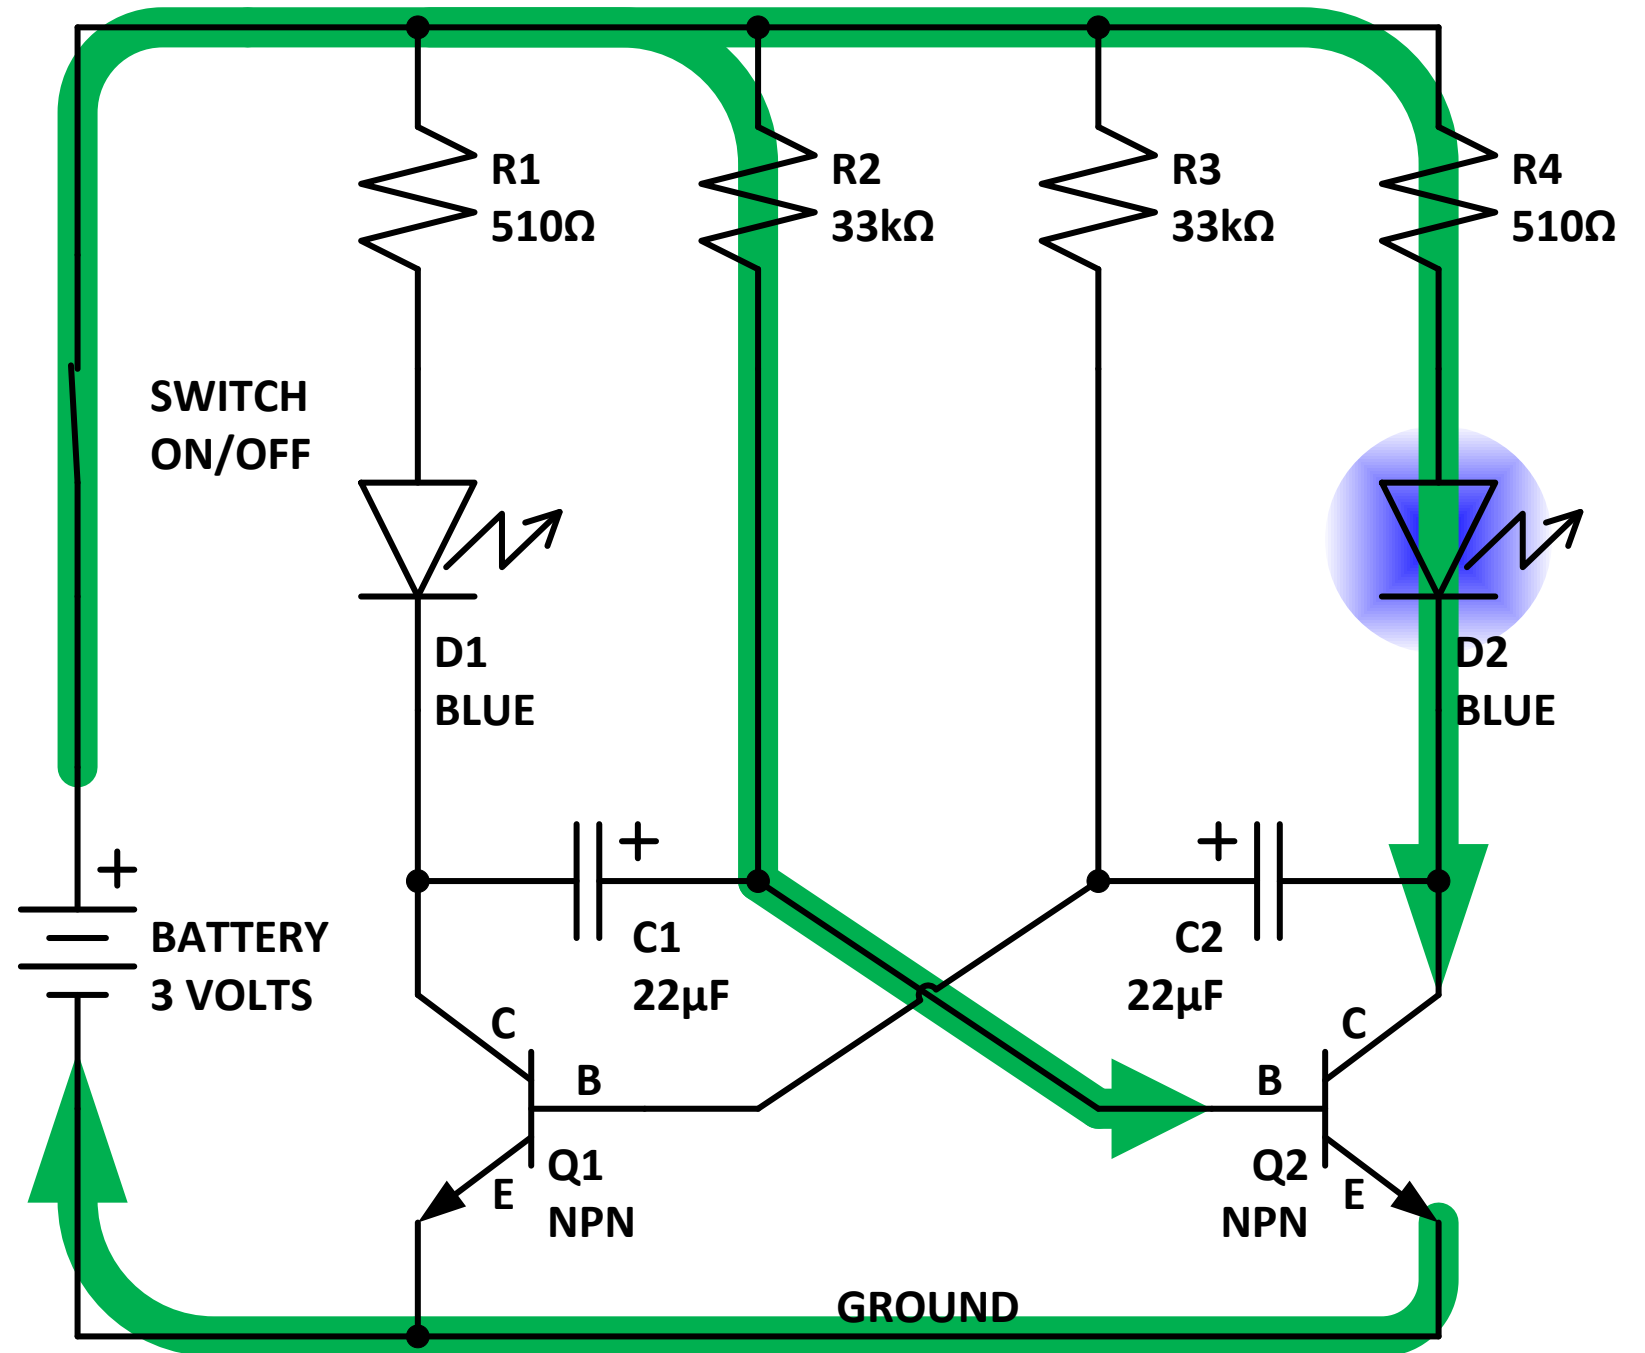 R1
510Ω
R2
33kΩ
R3
33kΩ
R4
510Ω
SWITCH
ON/OFF
D1
BLUE
D2
BLUE
+
+
+
BATTERY
3 VOLTS
C1
22µF
C2
22µF
C
B
E
Q1
NPN
C
B
E
Q2
NPN
GROUND